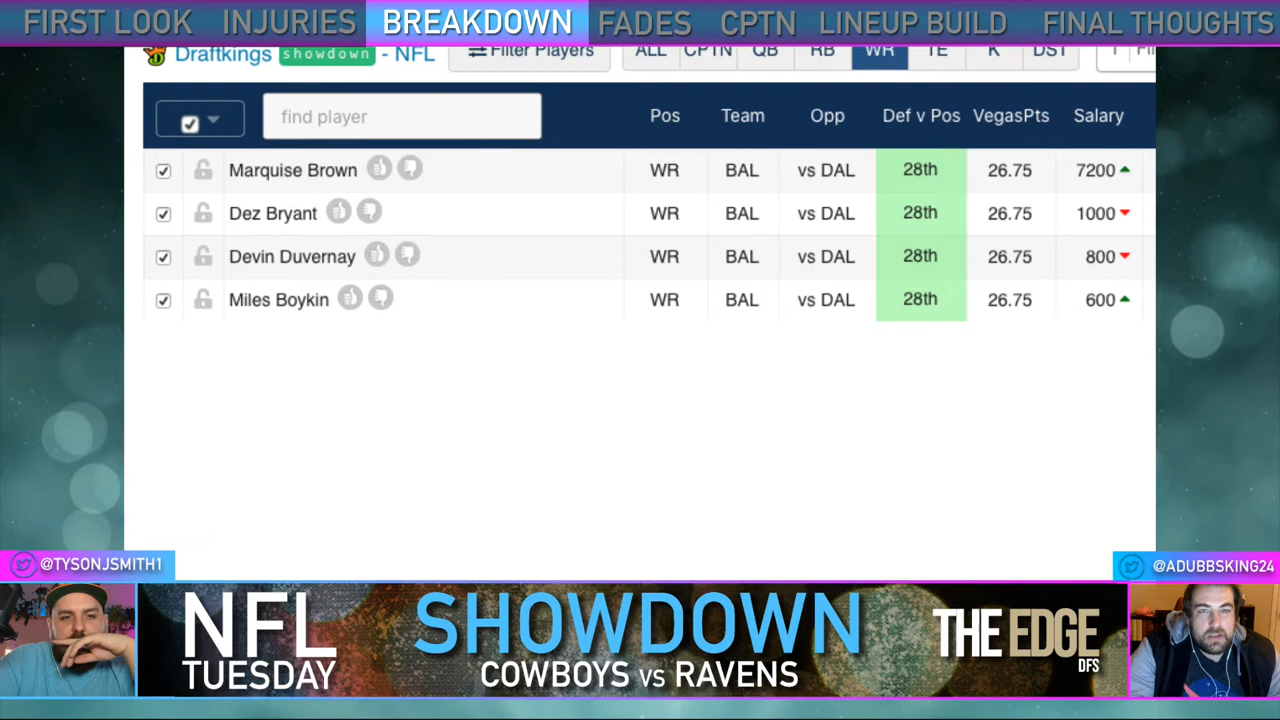 FIRST LOOK INJURIES BREAKDOWN FADES CPTN LINEUP BUILD FINAL THOUGHTS
Draftkings showdown - NFL Filter Players ALL CPTN QB RB WR TE K DST
find player Pos Team Opp Def v Pos VegasPts Salary
Marquise Brown WR BAL vs DAL 28th 26.75 7200
Dez Bryant WR BAL vs DAL 28th 26.75 1000
Devin Duvernay WR BAL vs DAL 28th 26.75 800
Miles Boykin WR BAL vs DAL 28th 26.75 600
@TYSONJSMITH1
@ADUBBSKING24
NFL
TUESDAY
SHOWDOWN
COWBOYS VS RAVENS
THE EDGE
DFS